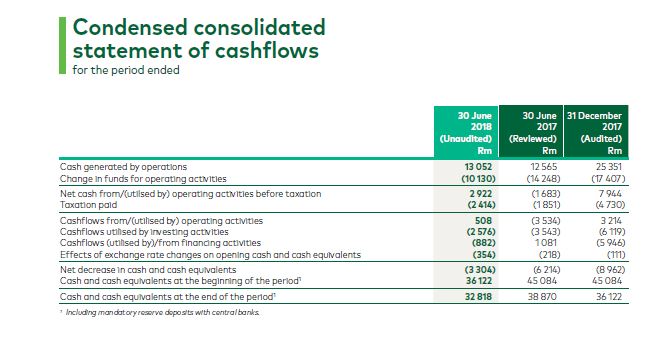 Condensed consolidated
statement of cashflows
for the period ended
30 June 30 June 31 December
2018 2017 2017
(Unaudited) (Reviewed) (Audited)
Rm Rm Rm
Cash generated by operations 13 052 12 565 25 351
Change in funds for operating activities (10 130) (14 248) (17 407)
Net cash from/(utilised by) operating activities before taxation 2 922 (1 683) 7 944
Taxation paid (2 414) (1 851) (4 730)
Cashflows from/(utilised by) operating activities 508 (3 534) 3 214
Cashflows utilised by investing activities (2 576) (3 543) (6 119)
Cashflows (utilised by)/from financing activities (882) 1 081 (5 946)
Effects of exchange rate changes on opening cash and cash equivalents (354) (218) (111)
Net decrease in cash and cash equivalents (3 304) (6 214) (8 962)
Cash and cash equivalents at the beginning of the period¹ 36 122 45 084 45 084
Cash and cash equivalents at the end of the period¹ 32 818 38 870 36 122
¹ Including mandatory reserve deposits with central banks.